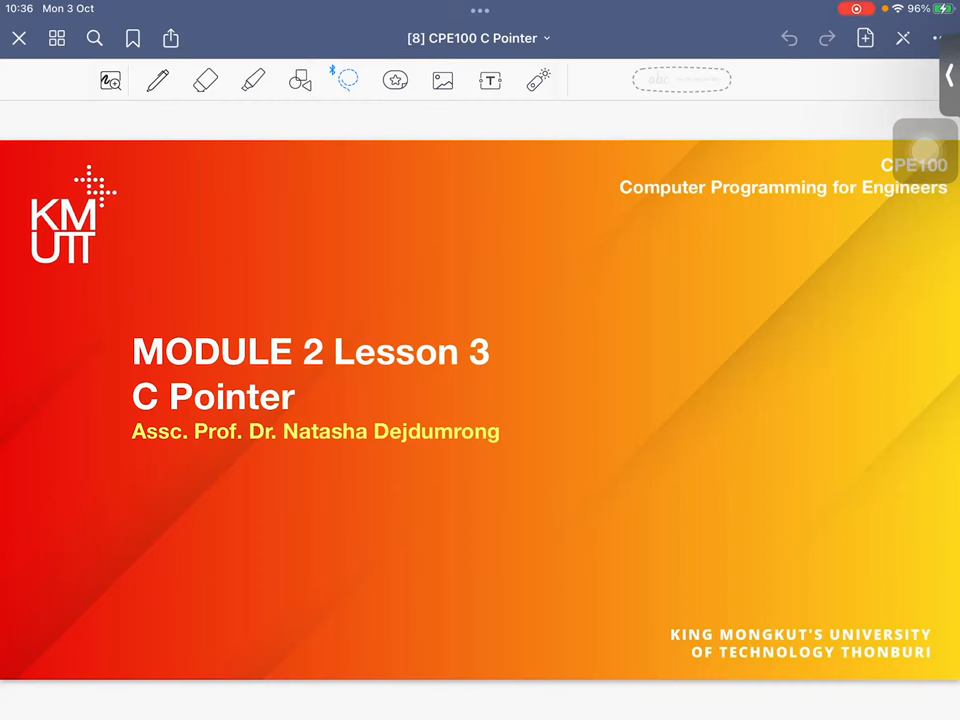 10:36 Mon 3 Oct
96%
[8] CPE100 C Pointer
T
CPE100
Computer Programming for Engineers
KM
UTT
MODULE 2 Lesson 3
C Pointer
Assc. Prof. Dr. Natasha Dejdumrong
KING MONGKUT'S UNIVERSITY
OF TECHNOLOGY THONBURI